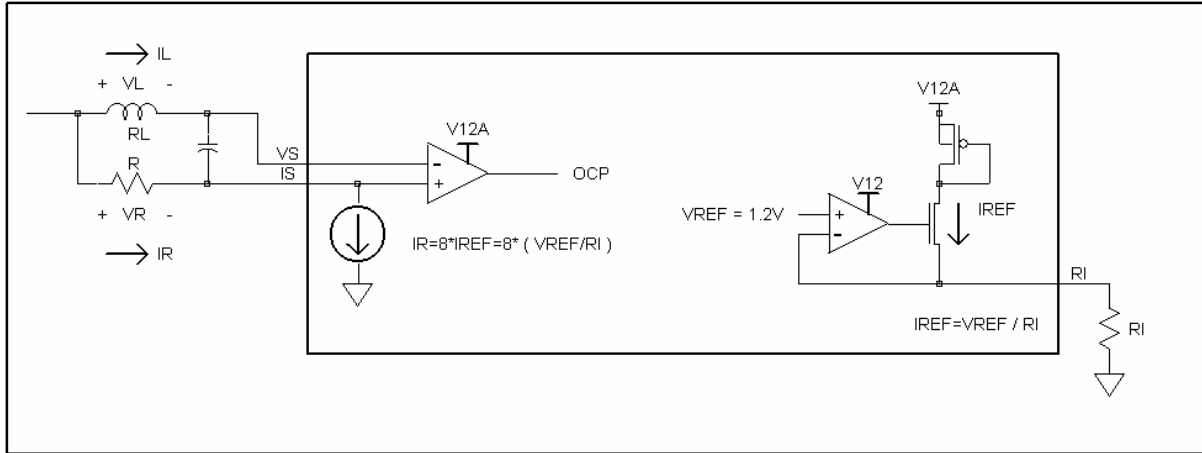 IL
+ VL -
RL
R
+ VR -
IR
VS
IS
V12A
-
+
OCP
IR=8*IREF=8* ( VREF/RI )
V12A
V12
VREF = 1.2V
+
-
IREF
RI
RI
IREF=VREF / RI